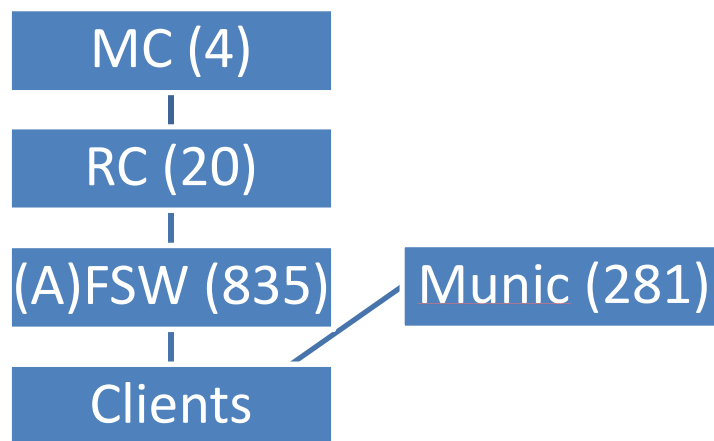 MC (4)
RC (20)
(A)FSW (835)
Munic (281)
Clients